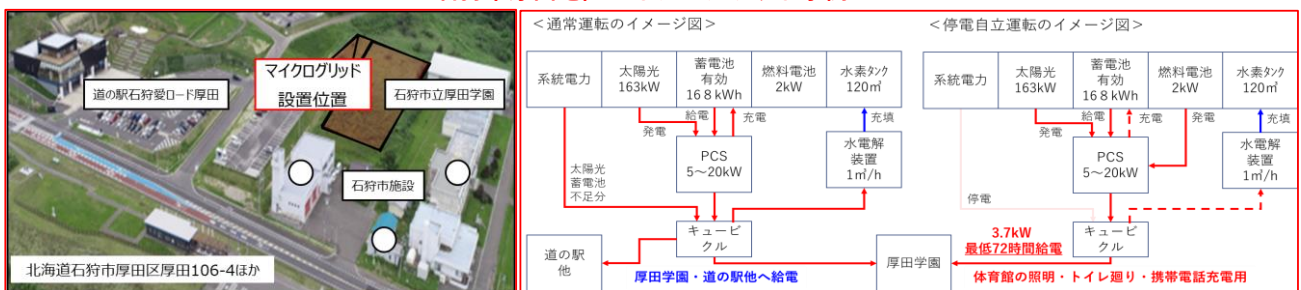 道の駅石狩愛ロード厚田
マイクログリッド
設置位置
石狩市立厚田学園
石狩市施設
北海道石狩市厚田区厚田106-4ほか
＜通常運転のイメージ図＞
系統電力
太陽光
163kW
蓄電池
有効
16８kWh
燃料電池
2kW
水素タンク
120㎥
給電
充電
充填
発電
PCS
5～20kW
水電解
装置
1㎥/h
太陽光
蓄電池
不足分
キュービ
クル
道の駅
他
厚田学園・道の駅他へ給電
厚田学園
＜停電自立運転のイメージ図＞
系統電力
太陽光
163kW
蓄電池
有効
16８kWh
燃料電池
2kW
水素タンク
120㎥
給電
充電
発電
充填
発電
PCS
5～20kW
水電解
装置
1㎥/h
停電
3.7kW
最低72時間給電
キュービ
クル
体育館の照明・トイレ廻り・携帯電話充電用